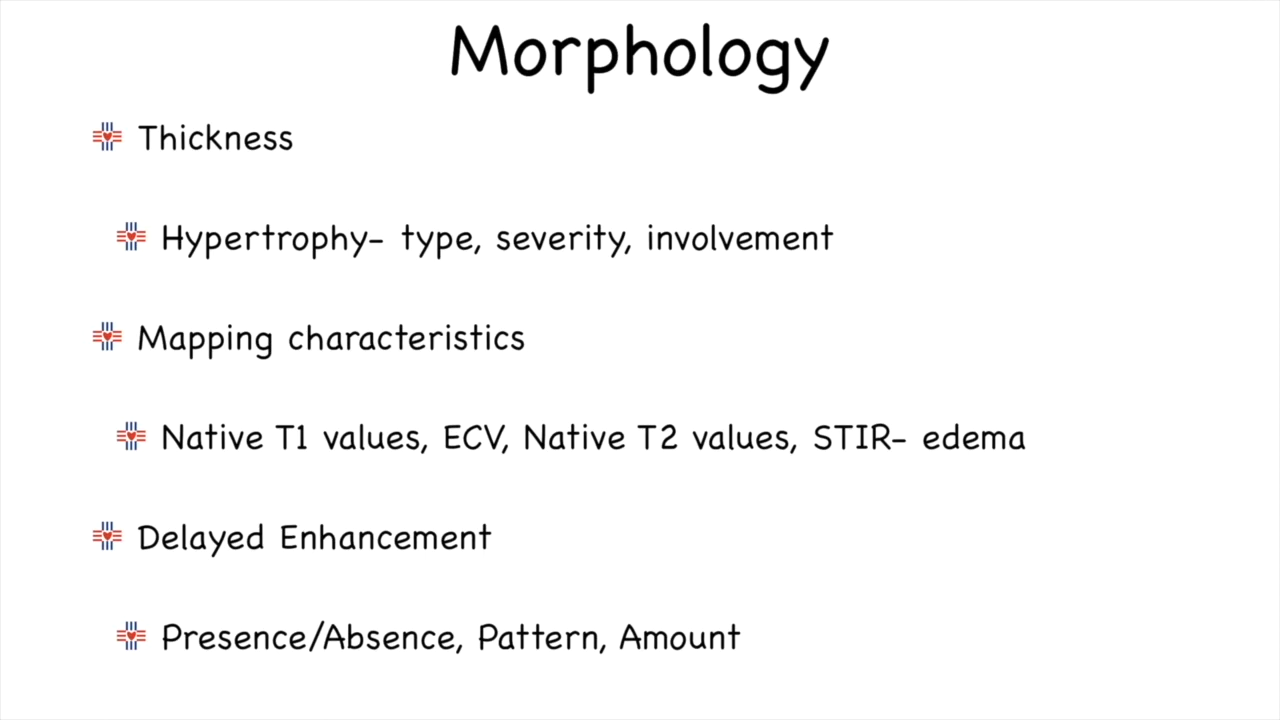 Morphology
Thickness
Hypertrophy- type, severity, involvement
Mapping characteristics
Native T1 values, ECV, Native T2 values, STIR- edema
Delayed Enhancement
Presence/Absence, Pattern, Amount